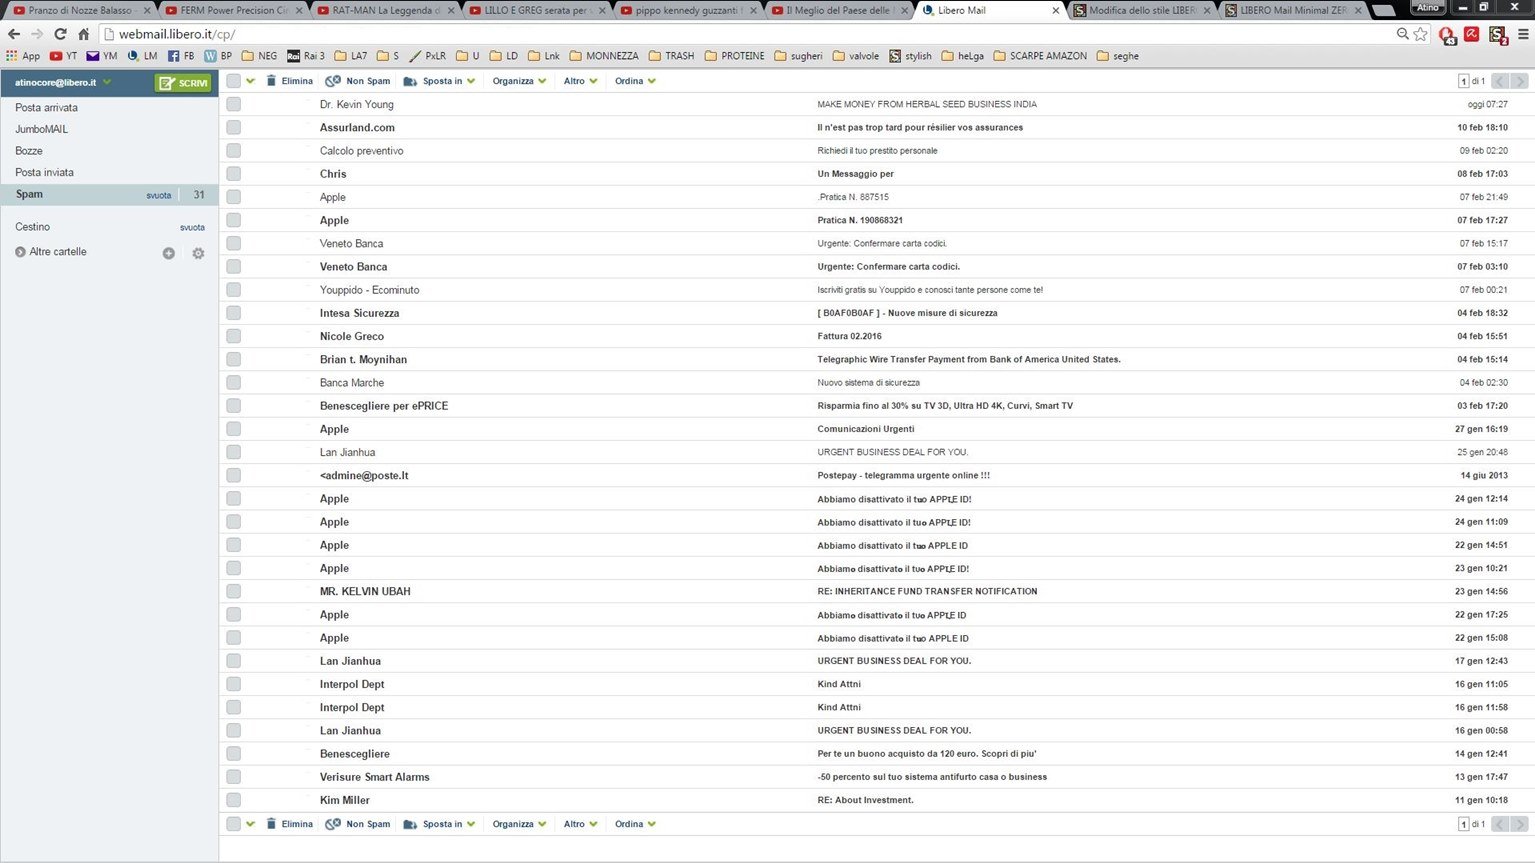 Pranzo di Nozze Balasso -
FERM Power Precision Cir
RAT-MAN La Leggenda d
LILLO E GREG serata per
pippo kennedy guzzanti
Il Meglio del Paese delle
Libero Mail
Modifica dello stile LIBER
LIBERO Mail Minimal ZER
Atino
webmail.libero.it/cp/
App YT YM LM FB BP NEG Rai 3 LA7 S PxLR U LD Lnk MONNEZZA TRASH PROTEINE sugheri valvole stylish heLga SCARPE AMAZON seghe
atinocore@libero.it SCRIVI
Posta arrivata
JumboMAIL
Bozze
Posta inviata
Spam svuota 31
Cestino svuota
Altre cartelle
Elimina Non Spam Sposta in Organizza Altro Ordina 1 di 1
Dr. Kevin Young MAKE MONEY FROM HERBAL SEED BUSINESS INDIA oggi 07:27
Assurland.com Il n'est pas trop tard pour résilier vos assurances 10 feb 18:10
Calcolo preventivo Richiedi il tuo prestito personale 09 feb 02:20
Chris Un Messaggio per 08 feb 17:03
Apple .Pratica N. 887515 07 feb 21:49
Apple Pratica N. 190868321 07 feb 17:27
Veneto Banca Urgente: Confermare carta codici. 07 feb 15:17
Veneto Banca Urgente: Confermare carta codici. 07 feb 03:10
Youppido - Ecominuto Iscriviti gratis su Youppido e conosci tante persone come te! 07 feb 00:21
Intesa Sicurezza [ B0AF0B0AF ] - Nuove misure di sicurezza 04 feb 18:32
Nicole Greco Fattura 02.2016 04 feb 15:51
Brian t. Moynihan Telegraphic Wire Transfer Payment from Bank of America United States. 04 feb 15:14
Banca Marche Nuovo sistema di sicurezza 04 feb 02:30
Benescegliere per ePRICE Risparmia fino al 30% su TV 3D, Ultra HD 4K, Curvi, Smart TV 03 feb 17:20
Apple Comunicazioni Urgenti 27 gen 16:19
Lan Jianhua URGENT BUSINESS DEAL FOR YOU. 25 gen 20:48
<admine@poste.lt Postepay - telegramma urgente online !!! 14 giu 2013
Apple Abbiamo disattivato il tuo APPLE ID! 24 gen 12:14
Apple Abbiamo disattivato il tuo APPLE ID! 24 gen 11:09
Apple Abbiamo disattivato il tuo APPLE ID 22 gen 14:51
Apple Abbiamo disattivato il tuo APPLE ID! 23 gen 10:21
MR. KELVIN UBAH RE: INHERITANCE FUND TRANSFER NOTIFICATION 23 gen 14:56
Apple Abbiamo disattivato il tuo APPLE ID 22 gen 17:25
Apple Abbiamo disattivato il tuo APPLE ID 22 gen 15:08
Lan Jianhua URGENT BUSINESS DEAL FOR YOU. 17 gen 12:43
Interpol Dept Kind Attni 16 gen 11:05
Interpol Dept Kind Attni 16 gen 11:58
Lan Jianhua URGENT BUSINESS DEAL FOR YOU. 16 gen 00:58
Benescegliere Per te un buono acquisto da 120 euro. Scopri di piu' 14 gen 12:41
Verisure Smart Alarms -50 percento sul tuo sistema antifurto casa o business 13 gen 17:47
Kim Miller RE: About Investment. 11 gen 10:18
Elimina Non Spam Sposta in Organizza Altro Ordina 1 di 1